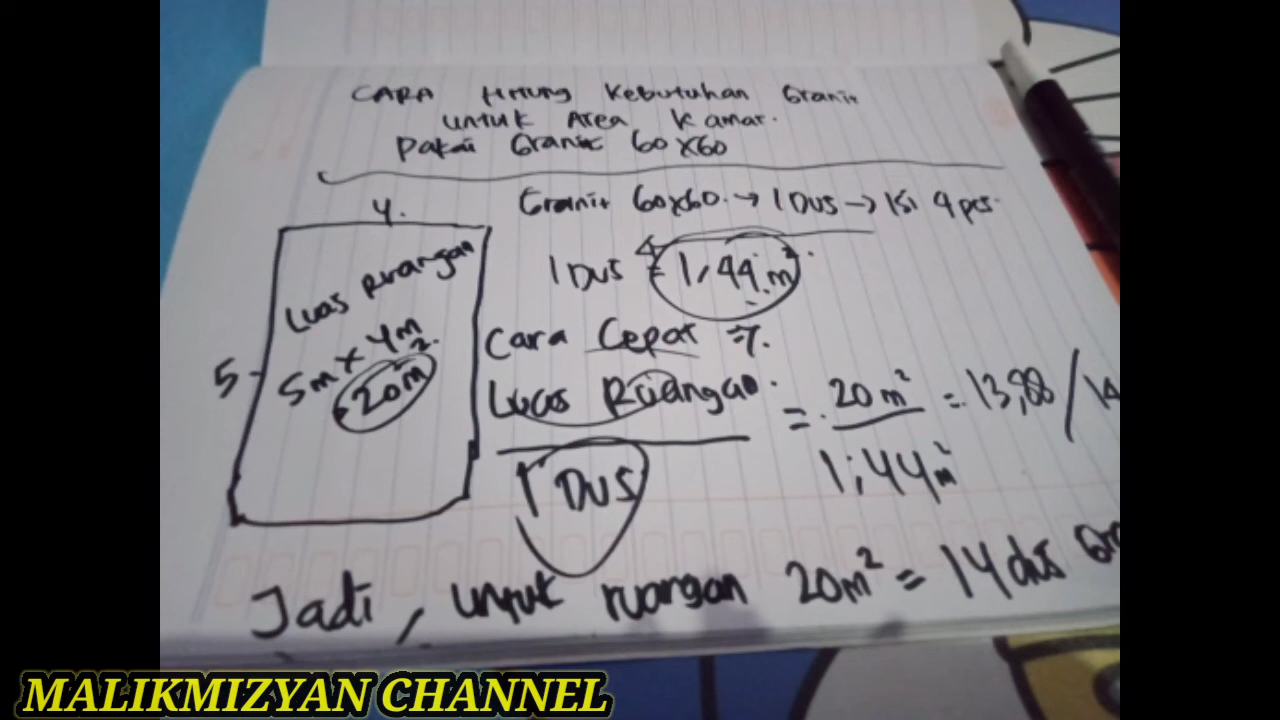 CARA Hitung Kebutuhan Granit
untuk Area Kamar.
Pakai Granit 60x60
4.
Granit 60x60. → 1 Dus → Isi 4 pcs.
1 Dus = 1,44 m².
Luas Ruangan
5m x 4m
20m².
5
Cara Cepat =
Luas Ruangan
1 Dus
= 20 m² = 13,88 / 14
1,44 m²
Jadi, untuk ruangan 20m² = 14 dus
MALIKMIZYAN CHANNEL